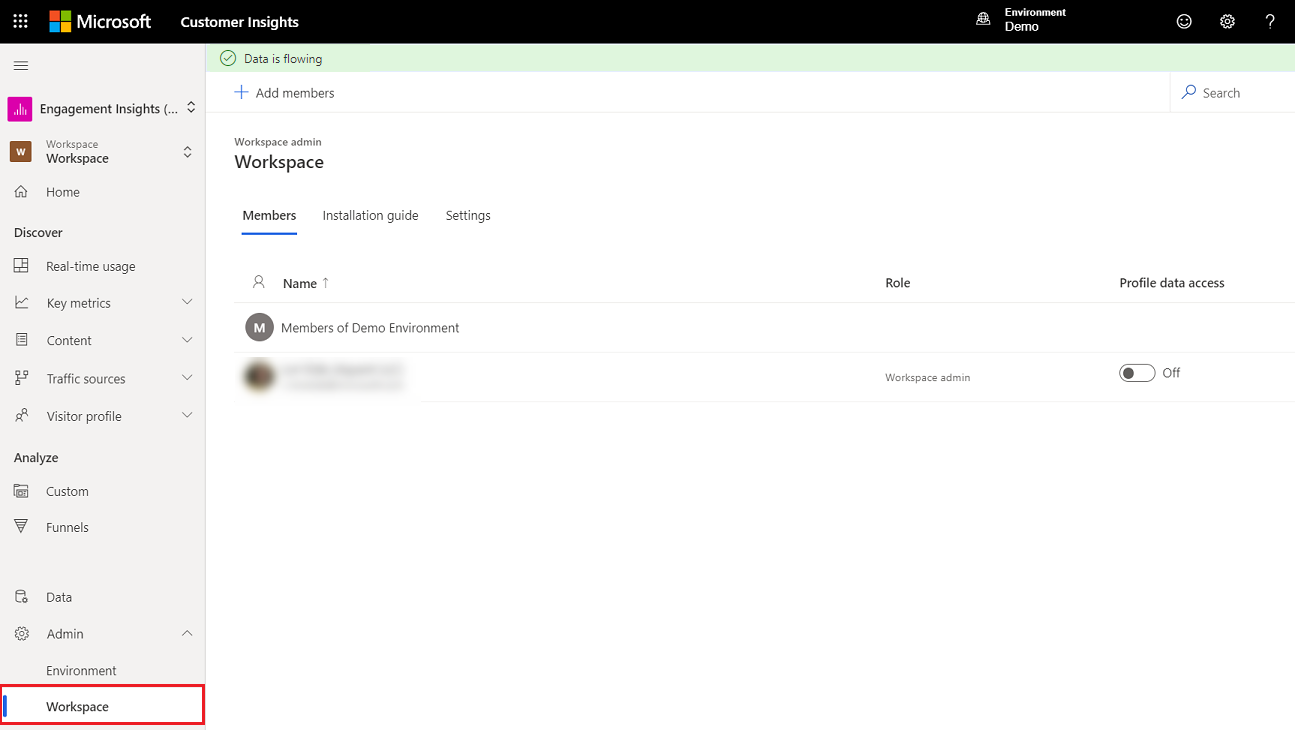 Microsoft Customer Insights
Environment
Demo
?
Data is flowing
Add members
Search
Engagement Insights (...
W
Workspace
Workspace
Home
Discover
Real-time usage
Key metrics
Content
Traffic sources
Visitor profile
Analyze
Custom
Funnels
Data
Admin
Environment
Workspace
Workspace admin
Workspace
Members Installation guide Settings
Name ↑ Role Profile data access
M Members of Demo Environment
Workspace admin Off